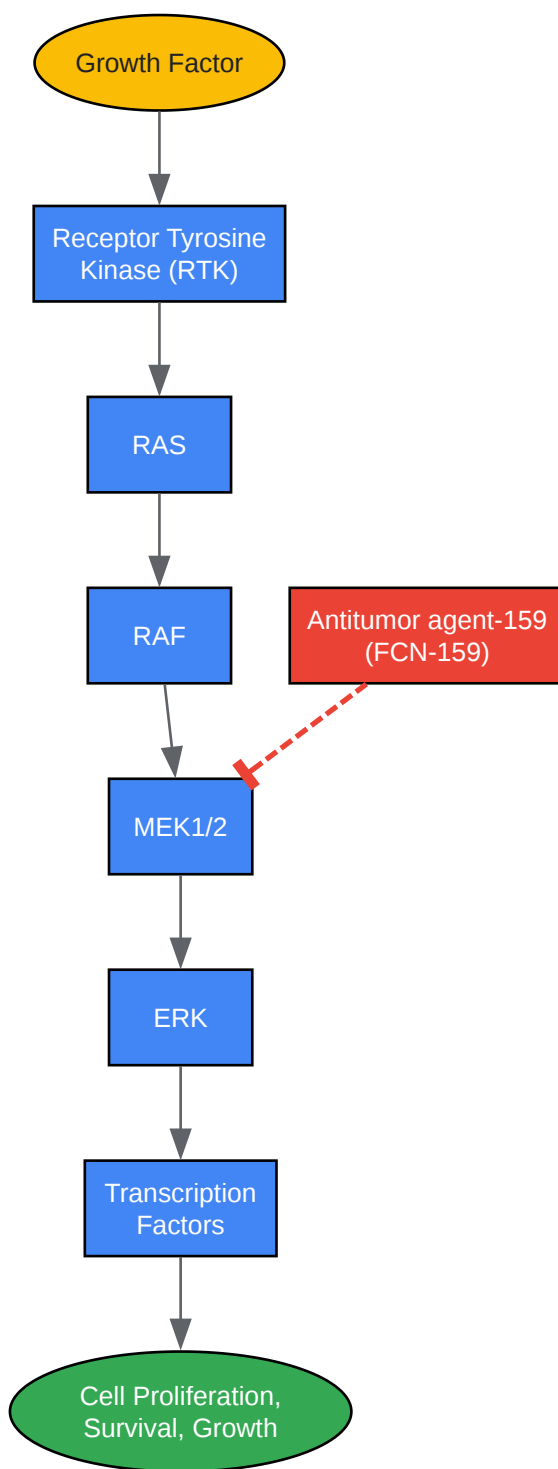 Growth Factor
Receptor Tyrosine
Kinase (RTK)
RAS
RAF
Antitumor agent-159
(FCN-159)
MEK1/2
ERK
Transcription
Factors
Cell Proliferation,
Survival, Growth